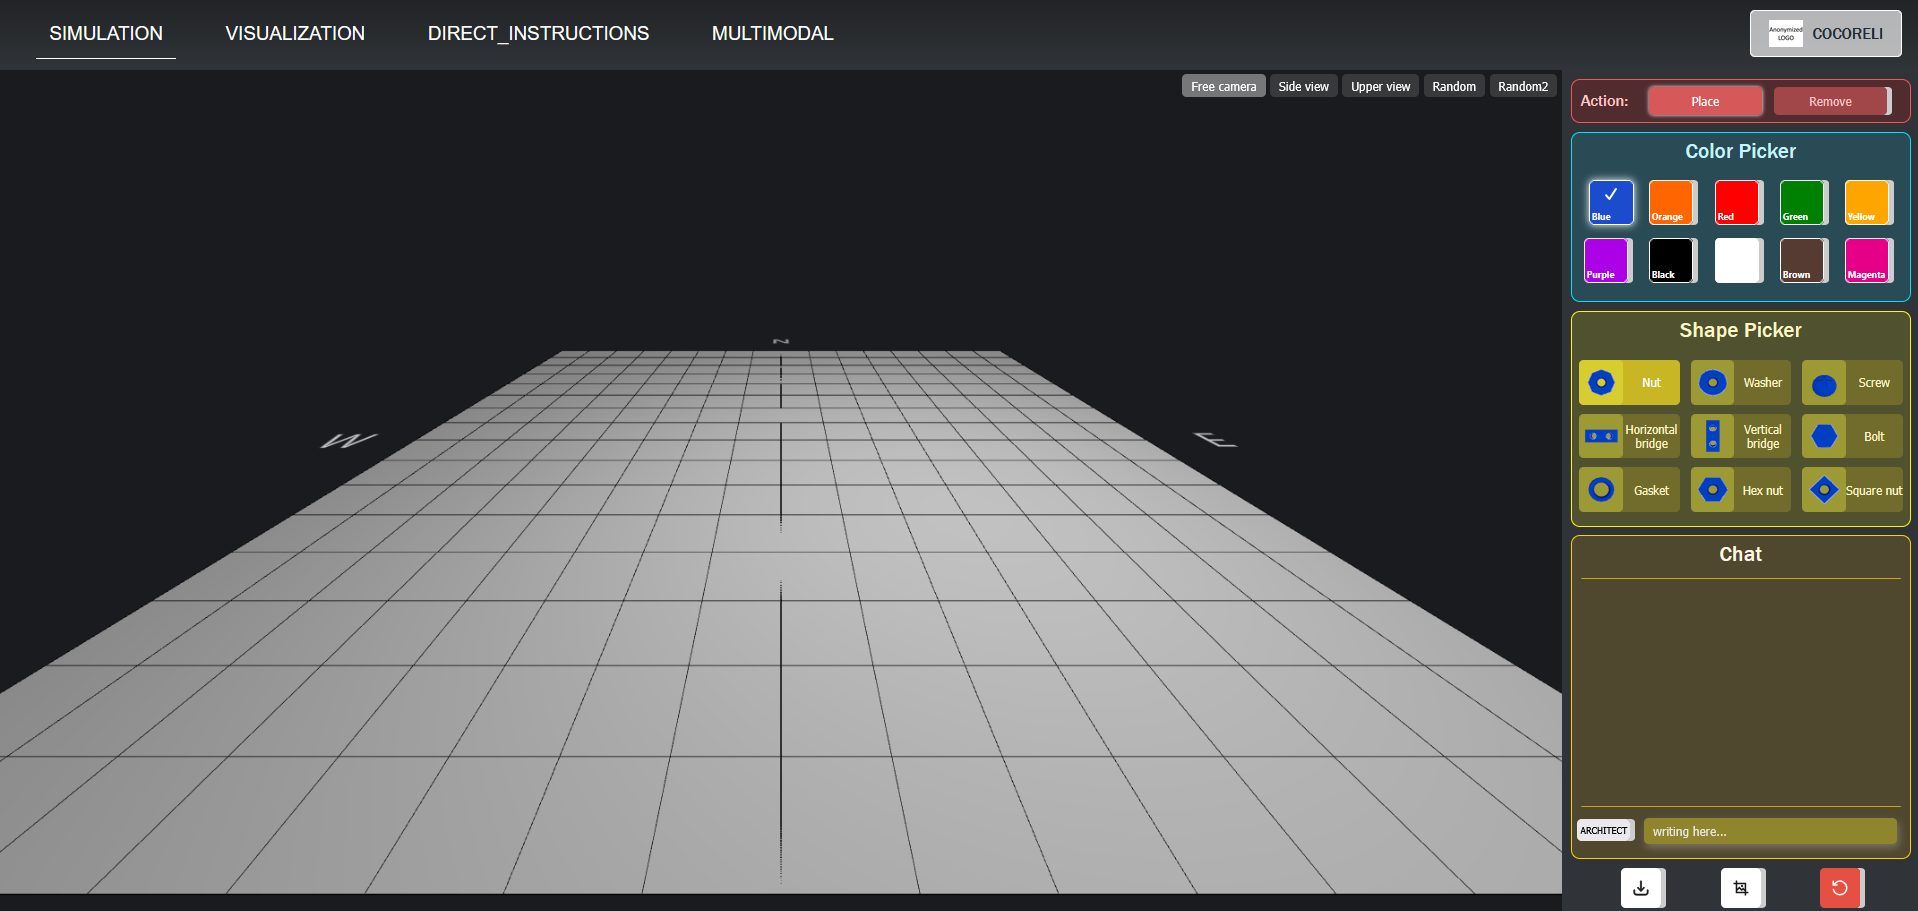 SIMULATION VISUALIZATION DIRECT_INSTRUCTIONS MULTIMODAL
Anonymized
LOGO
COCORELI
Free camera Side view Upper view Random Random2
N
W
E
Action: Place Remove
Color Picker
Blue Orange Red Green Yellow
Purple Black Brown Magenta
Shape Picker
Nut Washer Screw
Horizontal bridge Vertical bridge Bolt
Gasket Hex nut Square nut
Chat
ARCHITECT writing here...